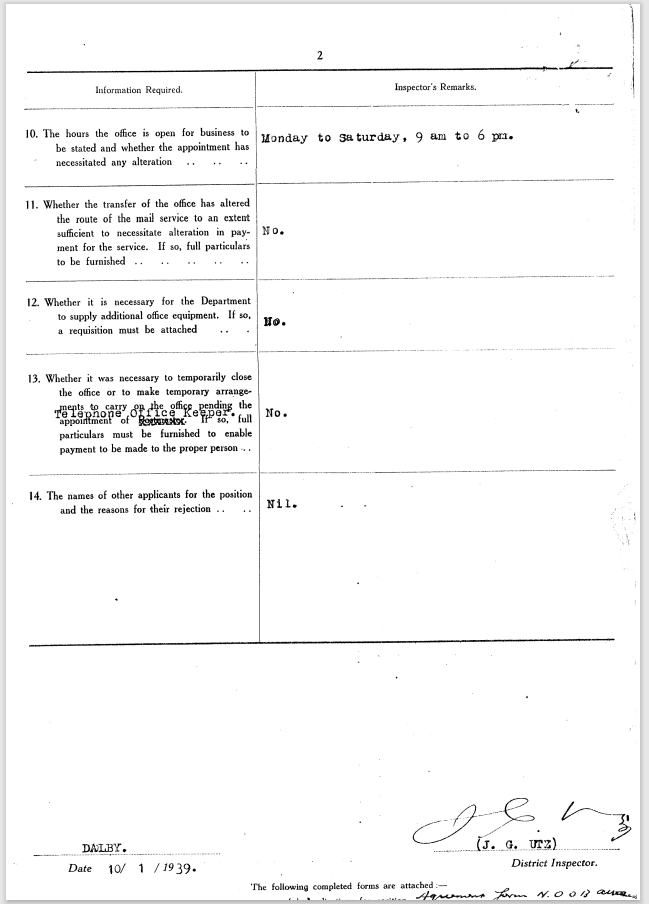 2
Information Required.
Inspector's Remarks.
10. The hours the office is open for business to
be stated and whether the appointment has
necessitated any alteration .. .. ..
Monday to Saturday, 9 am to 6 pm.
11. Whether the transfer of the office has altered
the route of the mail service to an extent
sufficient to necessitate alteration in pay-
ment for the service. If so, full particulars
to be furnished .. .. .. .. ..
No.
12. Whether it is necessary for the Department
to supply additional office equipment. If so,
a requisition must be attached .. .
No.
13. Whether it was necessary to temporarily close
the office or to make temporary arrange-
ments to carry on the office pending the
Telephone Office Keeper.
appointment of If so, full
particulars must be furnished to enable
payment to be made to the proper person ..
No.
14. The names of other applicants for the position
and the reasons for their rejection .. ..
Nil.
(J. G. UTZ)
DALBY.
District Inspector.
Date 10/ 1 / 1939.
The following completed forms are attached :—
Agreement form